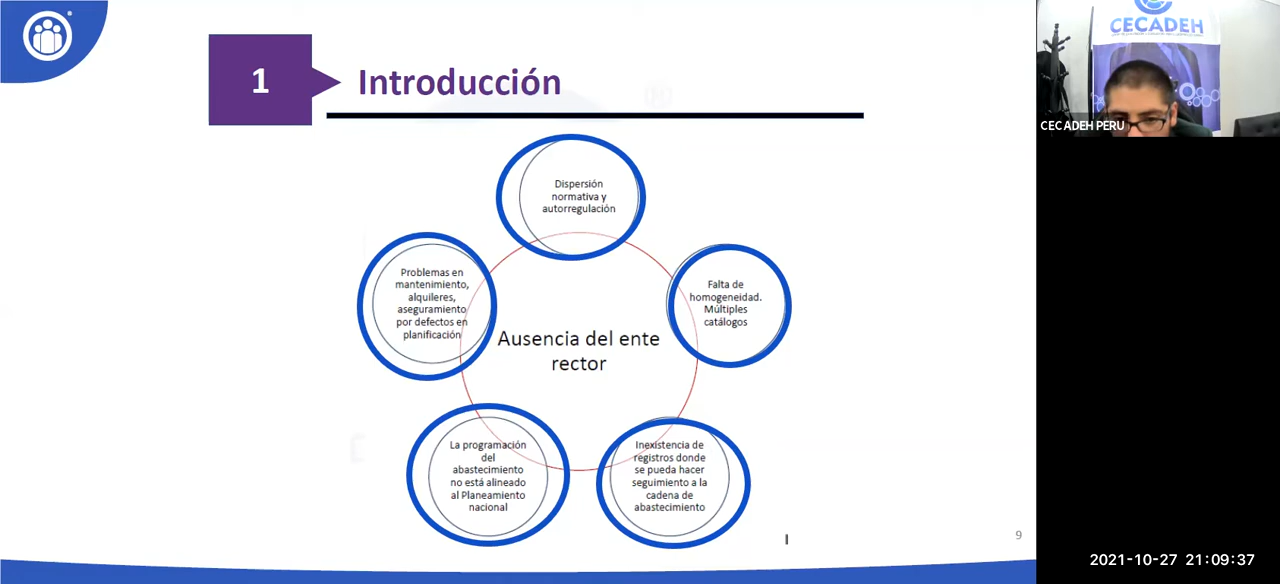 1
Introducción
Dispersión
normativa y
autorregulación
Falta de
homogeneidad.
Múltiples
catálogos
Inexistencia de
registros donde
se pueda hacer
seguimiento a la
cadena de
abastecimiento
La programación
del
abastecimiento
no está alineado
al Planeamiento
nacional
Problemas en
mantenimiento,
alquileres,
aseguramiento
por defectos en
planificación
Ausencia del ente
rector
9
CECADEH
CECADEH PERU
2021-10-27 21:09:37